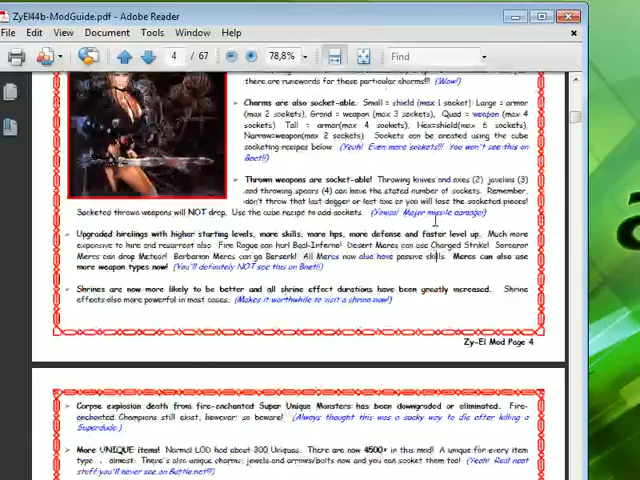 ZyEl44b-ModGuide.pdf - Adobe Reader
File Edit View Document Tools Window Help
4 / 67 78,8% Find
there are runewords for these particular charms!!! (Wow!)
Charms are also socket-able. Small = shield (max 1 socket) Large = armor
(max 2 sockets), Grand = weapon (max 3 sockets), Quad = weapon (max 4
sockets) Tall = armor(max 4 sockets), Hex=shield(max 6 sockets),
Narrow=weapon(max 2 sockets) Sockets can be created using the cube
socketing recipes below (Yeah! Even more sockets!!! You won't see this on
Bnet!!)
Thrown weapons are socket-able! Throwing knives and axes (2) javelins (3)
and throwing spears (4) can have the stated number of sockets. Remember,
don't throw that last dagger or last axe or you will lose the socketed pieces!
Socketed thrown weapons will NOT drop. Use the cube recipe to add sockets. (Yowsa! Major missile damage!)
Upgraded hirelings with higher starting levels, more skills, more hps, more defense and faster level up. Much more
expensive to hire and resurrect also Fire Rogue can hurl Baal-Inferno! Desert Mercs can use Charged Strike! Sorceror
Mercs can drop Meteor! Barbarian Mercs can go Berserk! All Mercs now also have passive skills. Mercs can also use
more weapon types now! (You'll definitely NOT see this on Bnet!!)
Shrines are now more likely to be better and all shrine effect durations have been greatly increased. Shrine
effects also more powerful in most cases. (Makes it worthwhile to visit a shrine now!)
Zy-El Mod Page 4
Corpse explosion death from fire-enchanted Super Unique Monsters has been downgraded or eliminated. Fire-
enchanted Champions still exist, however; so beware! (Always thought this was a sucky way to die after killing a
Superdude.)
More UNIQUE items! Normal LOD had about 300 Uniques. There are now 4500+ in this mod! A unique for every item
type . . almost. There's also unique charms, jewels and arrows/bolts now and you can socket them too! (Yeah! Real neat
stuff you'll never see on Battle.net!!!)